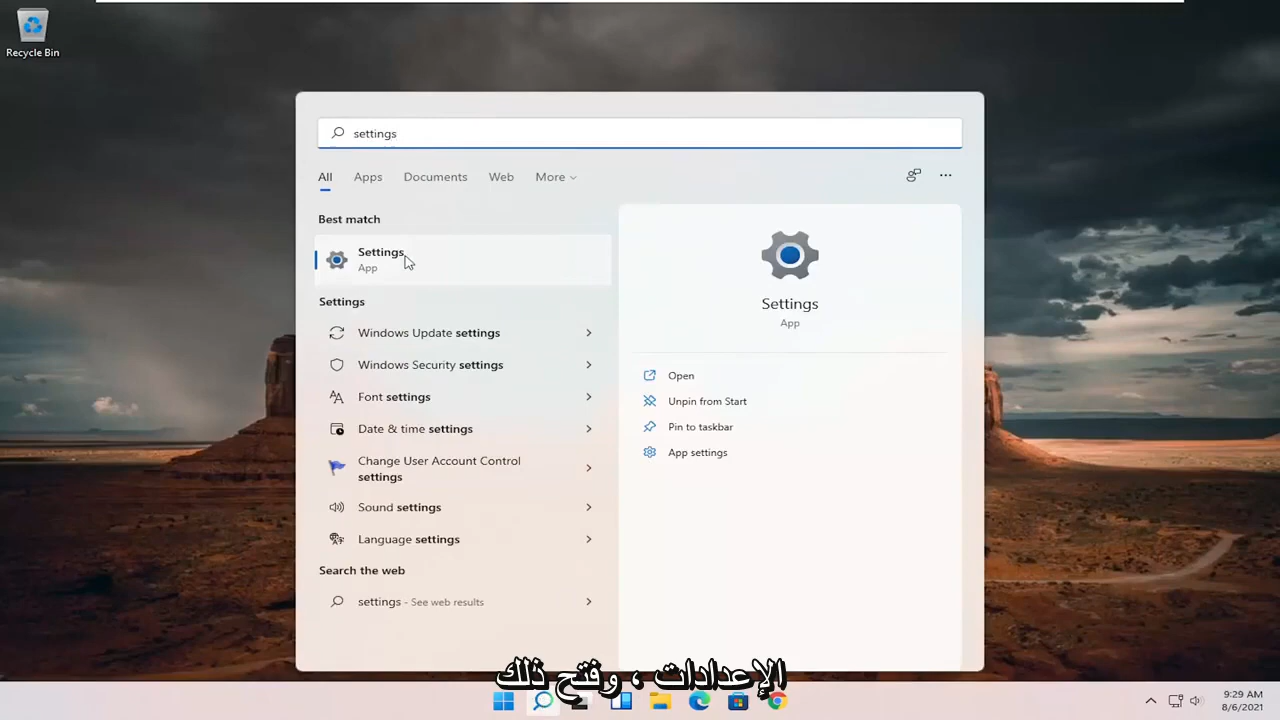 Recycle Bin
settings
All Apps Documents Web More
Best match
Settings
App
Settings
Windows Update settings
Windows Security settings
Font settings
Date & time settings
Change User Account Control
settings
Sound settings
Language settings
Search the web
settings - See web results
Settings
App
Open
Unpin from Start
Pin to taskbar
App settings
الإعدادات ، وفتح ذلك
9:29 AM
8/6/2021